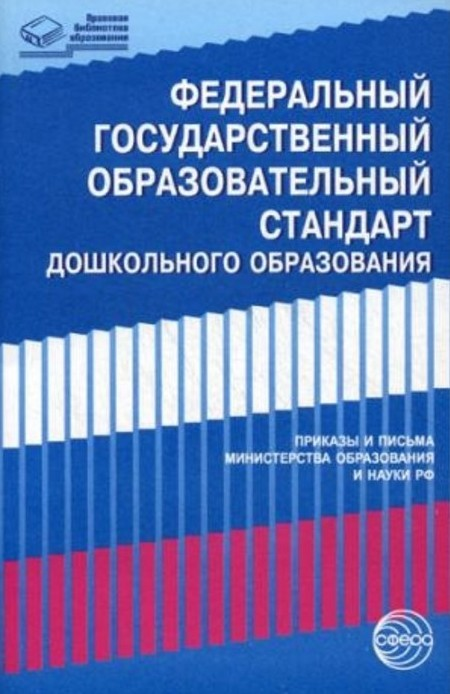 Правовая
библиотека
образования
ФЕДЕРАЛЬНЫЙ
ГОСУДАРСТВЕННЫЙ
ОБРАЗОВАТЕЛЬНЫЙ
СТАНДАРТ
ДОШКОЛЬНОГО ОБРАЗОВАНИЯ
ПРИКАЗЫ И ПИСЬМА
МИНИСТЕРСТВА ОБРАЗОВАНИЯ
И НАУКИ РФ
сфера